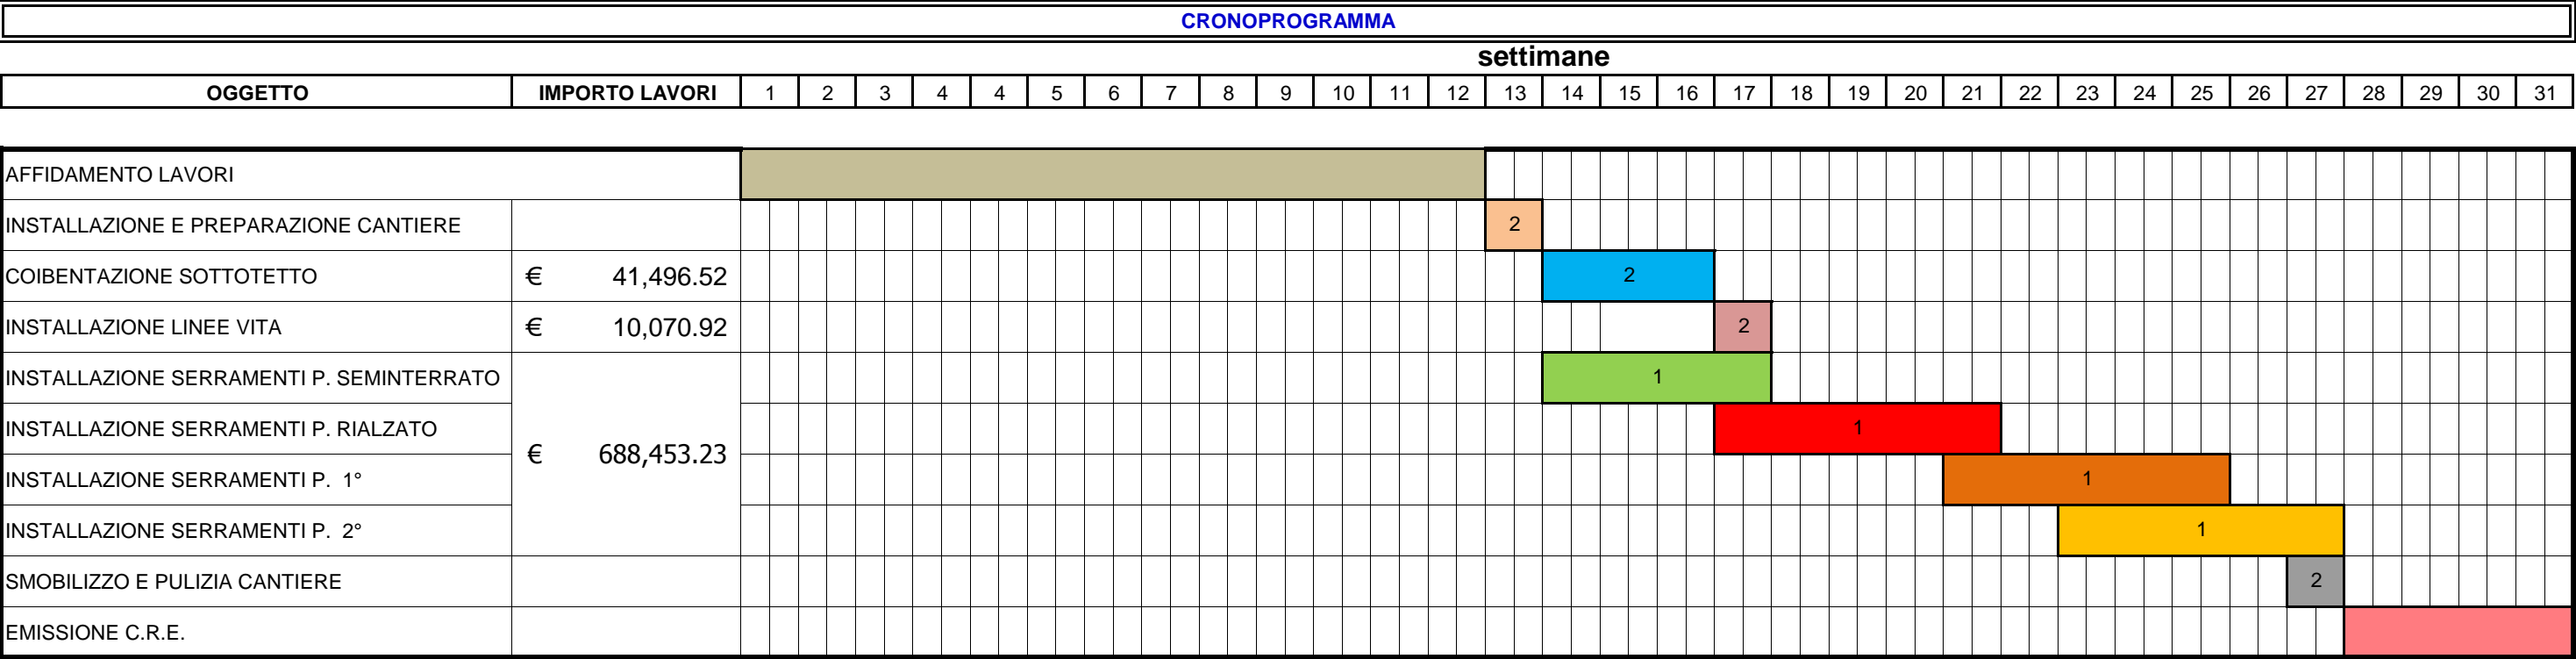 CRONOPROGRAMMA
settimane
OGGETTO IMPORTO LAVORI 1 2 3 4 4 5 6 7 8 9 10 11 12 13 14 15 16 17 18 19 20 21 22 23 24 25 26 27 28 29 30 31
AFFIDAMENTO LAVORI
INSTALLAZIONE E PREPARAZIONE CANTIERE 2
COIBENTAZIONE SOTTOTETTO € 41,496.52 2
INSTALLAZIONE LINEE VITA € 10,070.92 2
INSTALLAZIONE SERRAMENTI P. SEMINTERRATO 1
INSTALLAZIONE SERRAMENTI P. RIALZATO 1
€ 688,453.23
INSTALLAZIONE SERRAMENTI P. 1° 1
INSTALLAZIONE SERRAMENTI P. 2° 1
SMOBILIZZO E PULIZIA CANTIERE 2
EMISSIONE C.R.E.